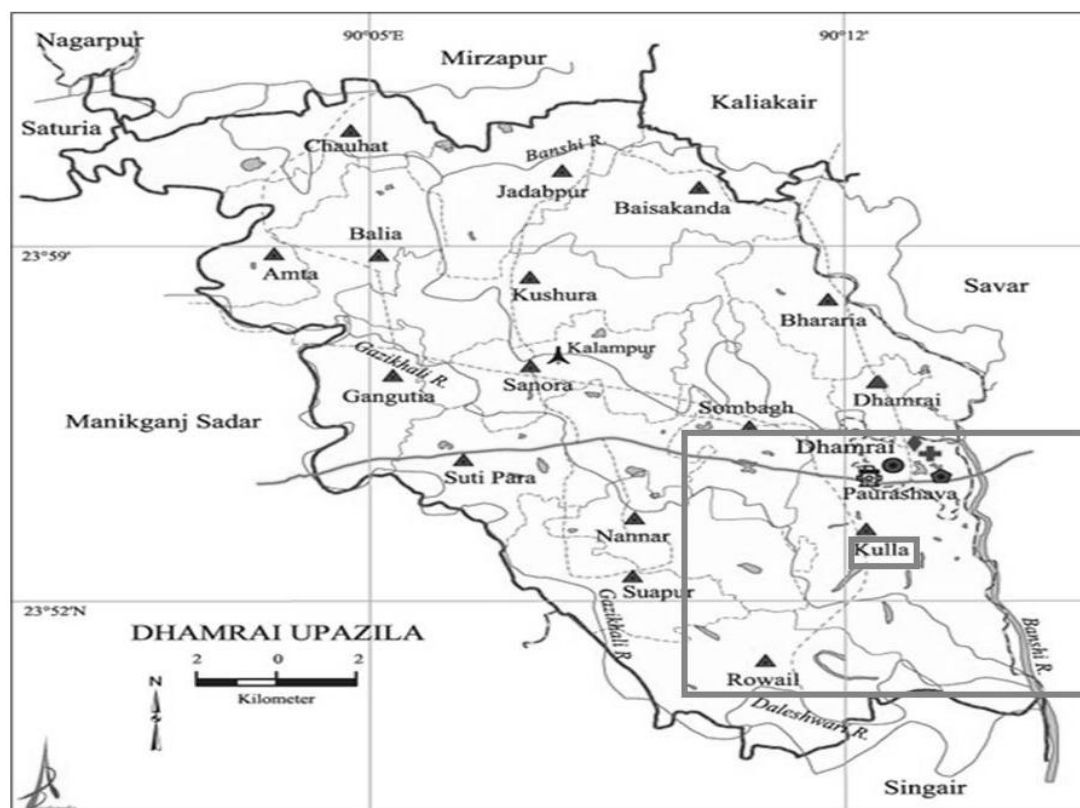 90°05'E
90°12'
Nagarpur
Mirzapur
Kaliakair
Saturia
Chauhat
Banshi R.
Jadabpur
Baisakanda
Balia
23°59'
Amta
Kushura
Savar
Bhararia
Kalampur
Gazikhali R.
Sanora
Gangutia
Dhamrai
Sombagh
Manikganj Sadar
Dhamrai
Paurashava
Suti Para
Nannar
Kulla
Suapur
23°52'N
Gazikhali R.
DHAMRAI UPAZILA
Banshi R.
2 0 2
Kilometer
N
Rowail
Daleshwari R.
Singair